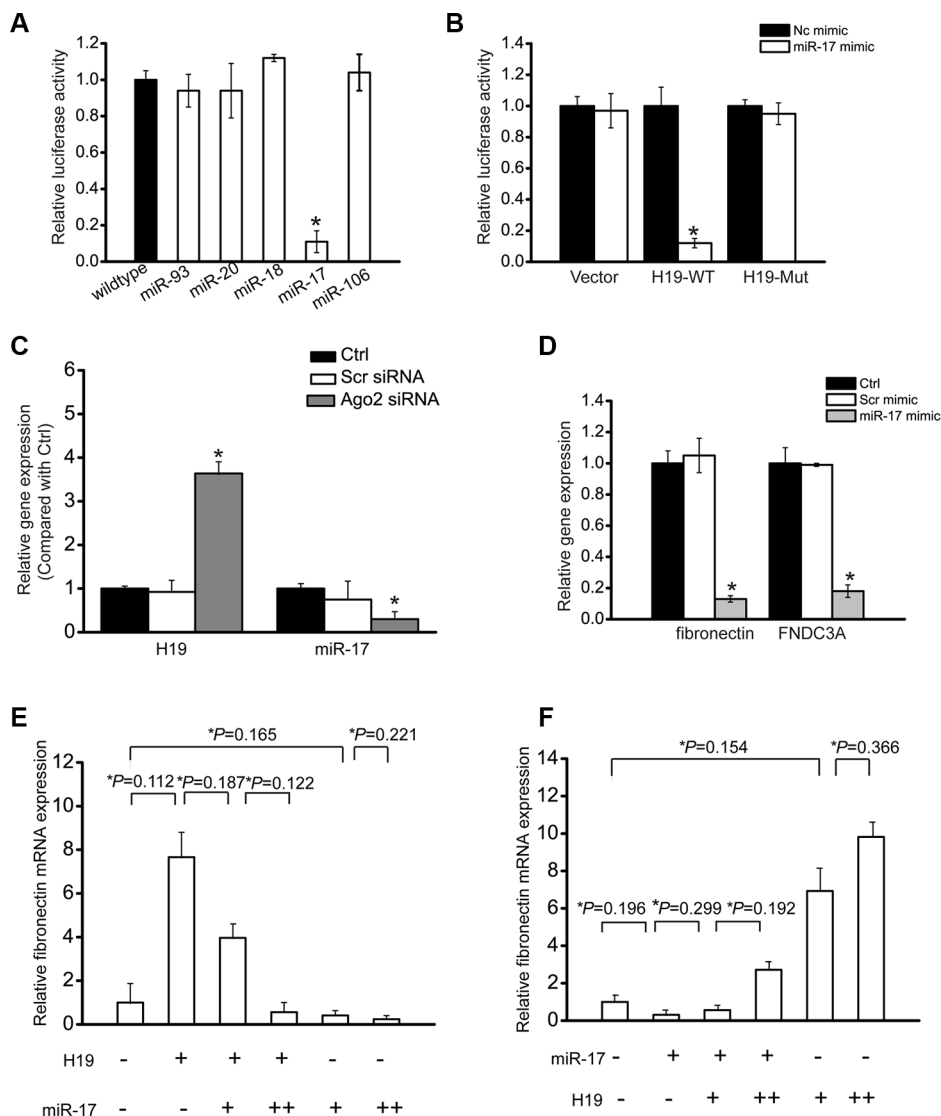 A
Relative luciferase activity
1.2
1.0
0.8
0.6
0.4
0.2
0.0
*
wildtype
miR-93
miR-20
miR-18
miR-17
miR-106
B
Nc mimic
miR-17 mimic
Relative luciferase activity
1.4
1.2
1.0
0.8
0.6
0.4
0.2
0.0
*
Vector
H19-WT
H19-Mut
C
Ctrl
Scr siRNA
Ago2 siRNA
Relative gene expression
(Compared with Ctrl)
6
5
4
3
2
1
0
*
*
H19
miR-17
D
Ctrl
Scr mimic
miR-17 mimic
Relative gene expression
1.4
1.2
1.0
0.8
0.6
0.4
0.2
0.0
*
*
fibronectin
FNDC3A
E
Relative fibronectin mRNA expression
12
10
8
6
4
2
0
*P=0.165
*P=0.221
*P=0.112
*P=0.187
*P=0.122
H19 - + + + - -
miR-17 - - + ++ + ++
F
Relative fibronectin mRNA expression
14
12
10
8
6
4
2
0
*P=0.154
*P=0.366
*P=0.196
*P=0.299
*P=0.192
miR-17 - + + + - -
H19 - + ++ + ++